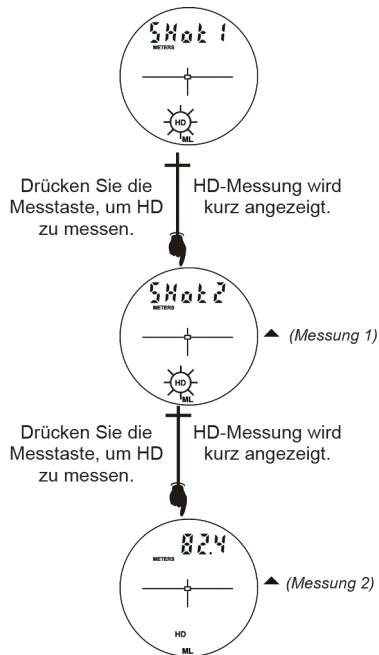 SHot 1
METERS
HD
ML
Drücken Sie die
Messtaste, um HD
zu messen.
HD-Messung wird
kurz angezeigt.
SHot 2
METERS
(Messung 1)
HD
ML
Drücken Sie die
Messtaste, um HD
zu messen.
HD-Messung wird
kurz angezeigt.
82.4
METERS
(Messung 2)
HD
ML